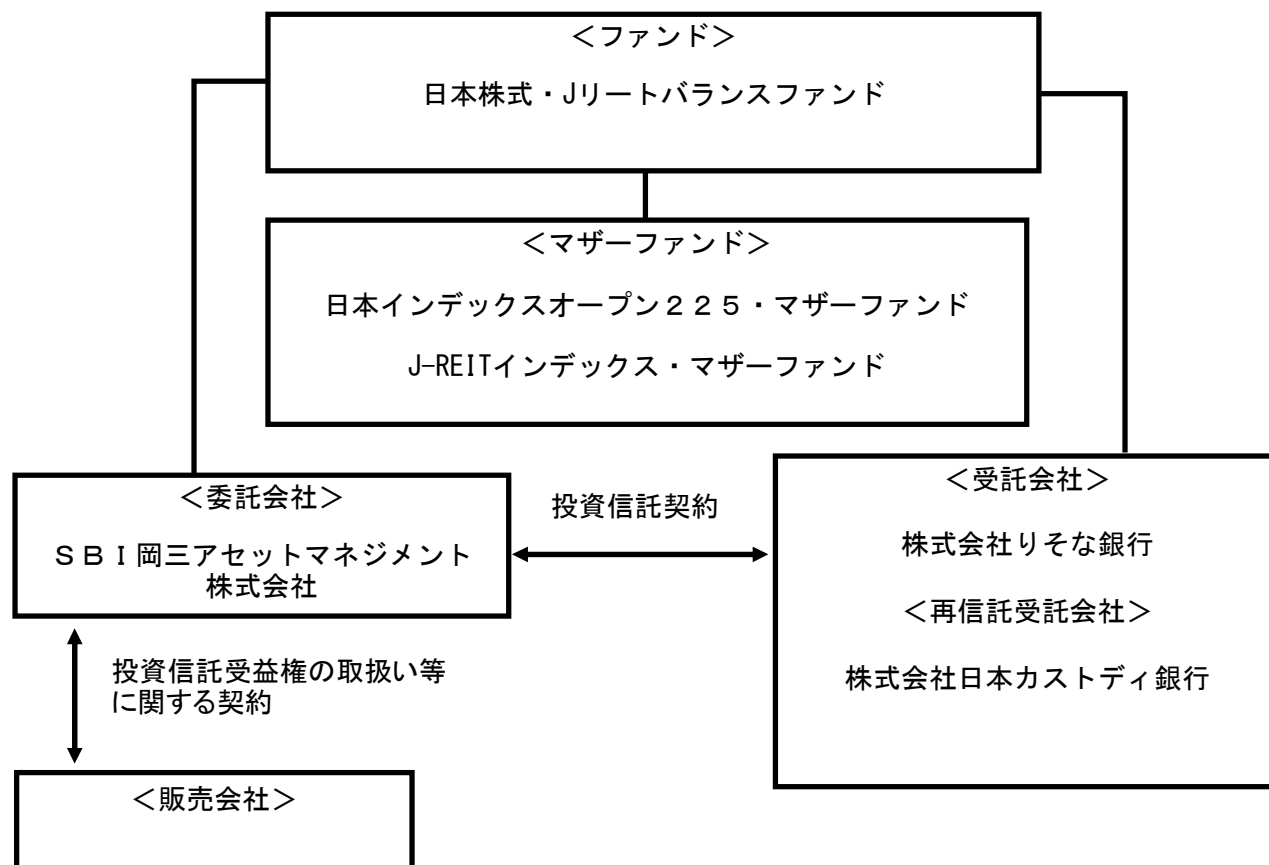 ＜ファンド＞
日本株式・Jリートバランスファンド
＜マザーファンド＞
日本インデックスオープン２２５・マザーファンド
J-REITインデックス・マザーファンド
＜委託会社＞
ＳＢＩ岡三アセットマネジメント
株式会社
投資信託契約
＜受託会社＞
株式会社りそな銀行
＜再信託受託会社＞
株式会社日本カストディ銀行
投資信託受益権の取扱い等
に関する契約
＜販売会社＞